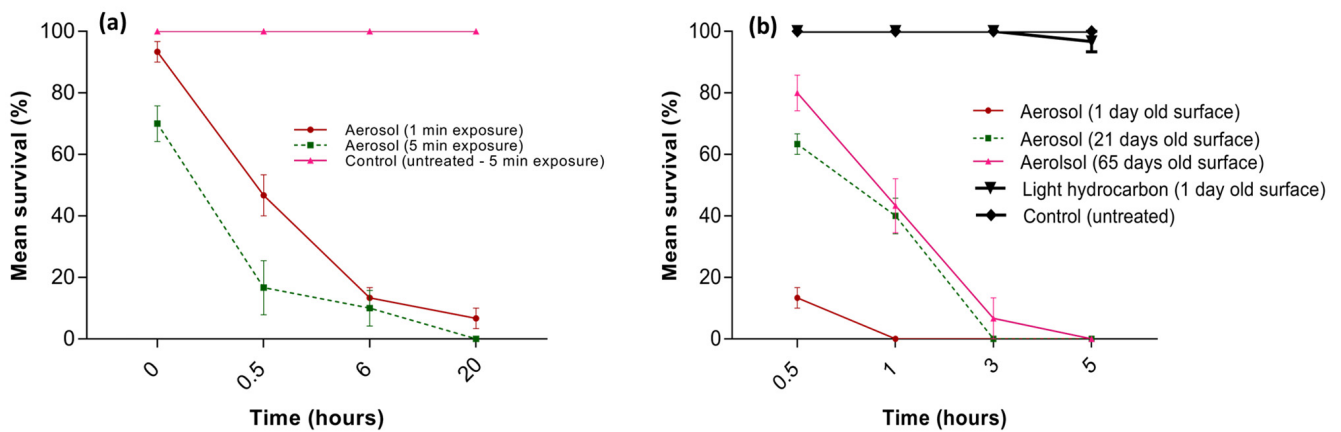 (a)
Mean survival (%)
100
80
60
40
20
0
Aerosol (1 min exposure)
Aerosol (5 min exposure)
Control (untreated - 5 min exposure)
0
0.5
6
20
Time (hours)
(b)
Mean survival (%)
100
80
60
40
20
0
Aerosol (1 day old surface)
Aerosol (21 days old surface)
Aerolsol (65 days old surface)
Light hydrocarbon (1 day old surface)
Control (untreated)
0.5
1
3
5
Time (hours)